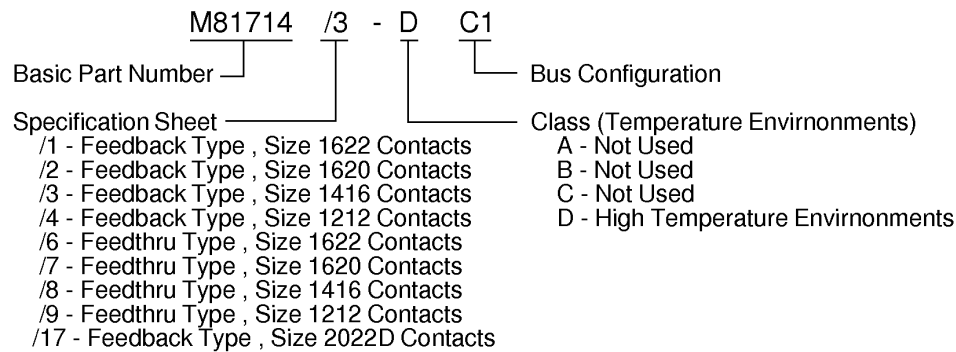 M81714 /3 - D C1
Basic Part Number
Bus Configuration
Specification Sheet
/1 - Feedback Type , Size 1622 Contacts
/2 - Feedback Type , Size 1620 Contacts
/3 - Feedback Type , Size 1416 Contacts
/4 - Feedback Type , Size 1212 Contacts
/6 - Feedthru Type , Size 1622 Contacts
/7 - Feedthru Type , Size 1620 Contacts
/8 - Feedthru Type , Size 1416 Contacts
/9 - Feedthru Type , Size 1212 Contacts
/17 - Feedback Type , Size 2022D Contacts
Class (Temperature Envirnonments)
A - Not Used
B - Not Used
C - Not Used
D - High Temperature Envirnonments